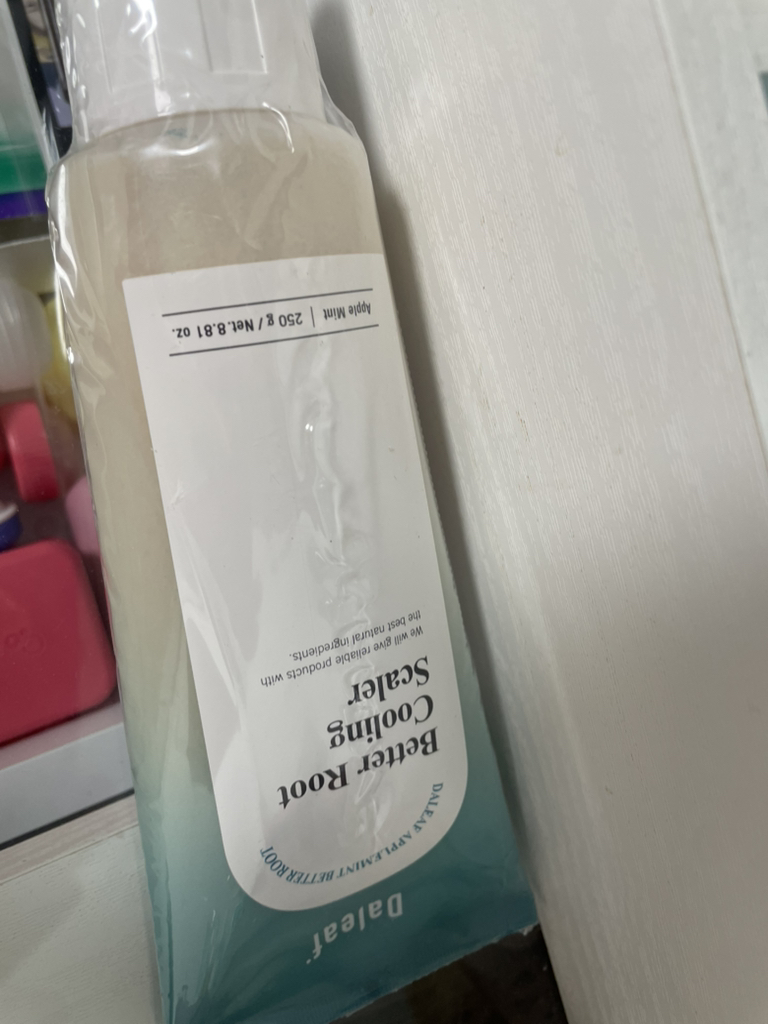 Daleaf
DALEAF APPLEMINT BETTER ROOT
Better Root
Cooling
Scaler
We will give reliable products with
the best natural ingredients.
Apple Mint | 250 g / Net.8.81 oz.